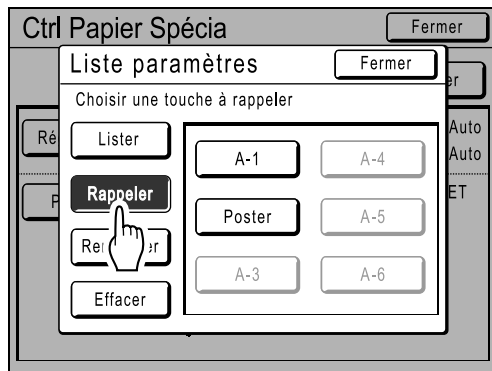 Ctrl Papier Spécia
Fermer
Liste paramètres
Fermer
Choisir une touche à rappeler
Lister
Rappeler
Effacer
A-1
A-4
Poster
A-5
A-3
A-6
Auto
Auto
ET